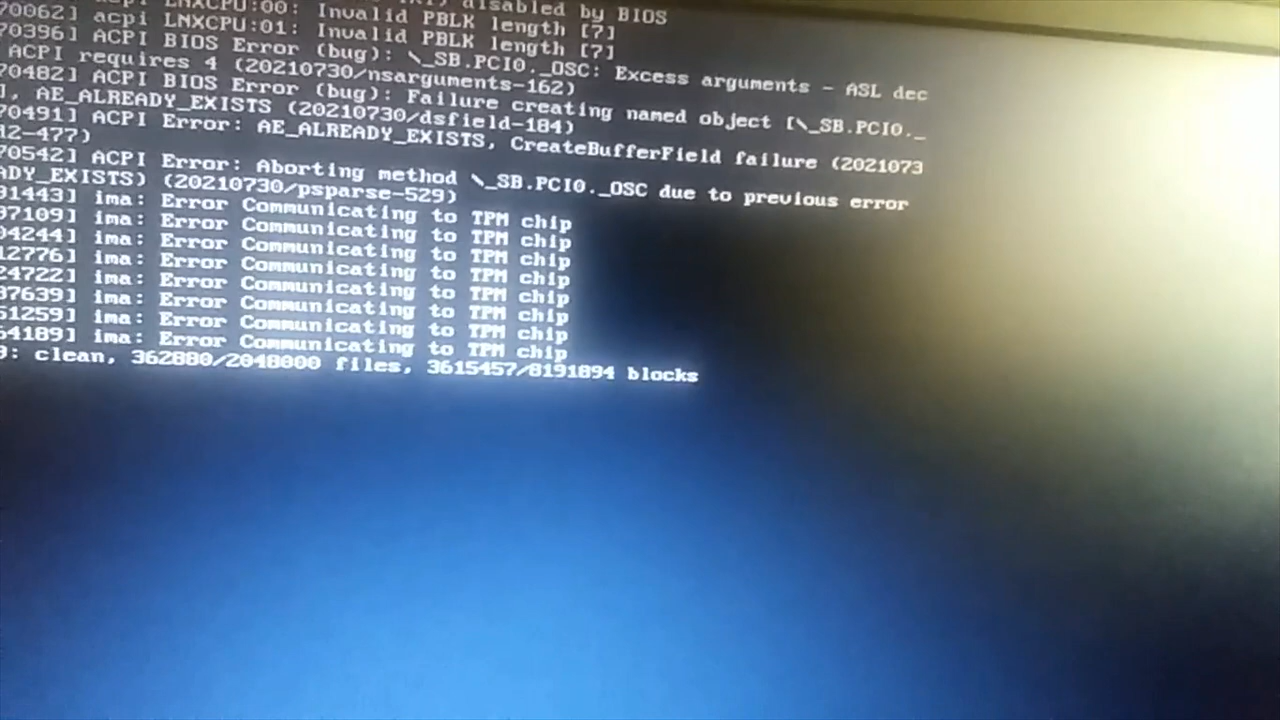 disabled by BIOS
70062] acpi LNXCPU:00: Invalid PBLK length [7]
70396] acpi LNXCPU:01: Invalid PBLK length [7]
ACPI BIOS Error (bug): \_SB.PCI0._OSC: Excess arguments - ASL dec
ACPI requires 4 (20210730/nsarguments-162)
70482] ACPI BIOS Error (bug): Failure creating named object [\_SB.PCI0._
], AE_ALREADY_EXISTS (20210730/dsfield-184)
70491] ACPI Error: AE_ALREADY_EXISTS, CreateBufferField failure (2021073
12-477)
70542] ACPI Error: Aborting method \_SB.PCI0._OSC due to previous error
ADY_EXISTS) (20210730/psparse-529)
91443] ima: Error Communicating to TPM chip
97109] ima: Error Communicating to TPM chip
04244] ima: Error Communicating to TPM chip
12776] ima: Error Communicating to TPM chip
24722] ima: Error Communicating to TPM chip
37639] ima: Error Communicating to TPM chip
51259] ima: Error Communicating to TPM chip
64189] ima: Error Communicating to TPM chip
: clean, 362880/2048000 files, 3615457/8191894 blocks